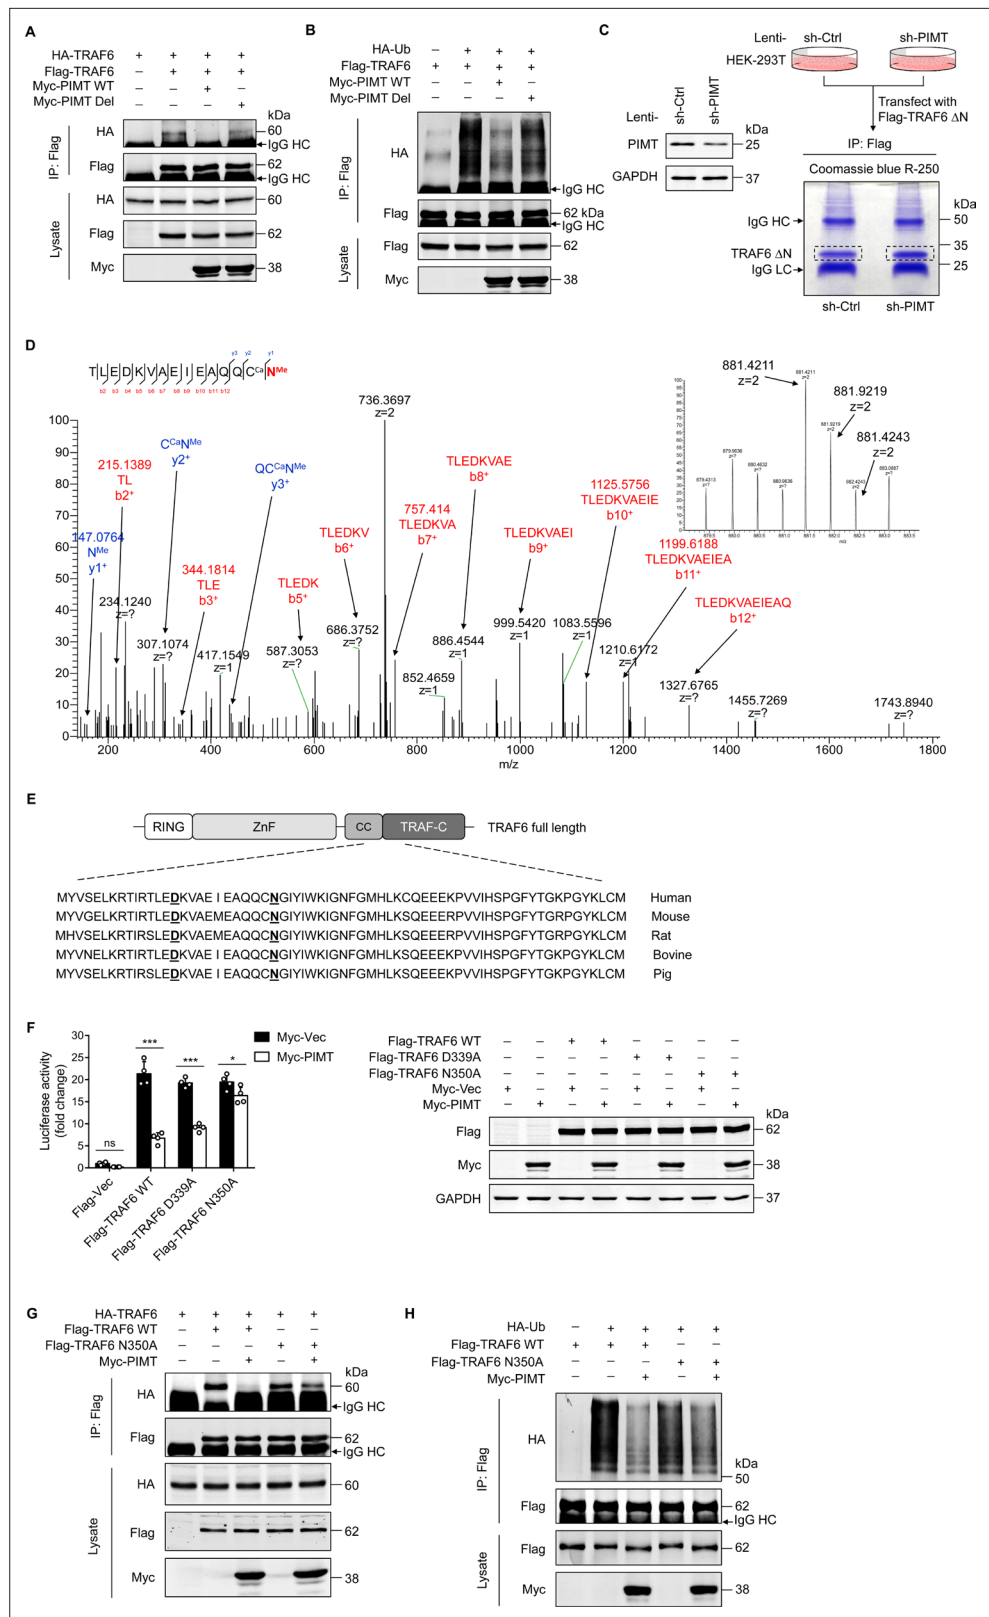 A
HA-TRAF6 + + + +
Flag-TRAF6 – + + +
Myc-PIMT WT – – + –
Myc-PIMT Del – – – +
kDa
IP: Flag
HA
60
IgG HC
Flag
62
IgG HC
Lysate
HA
60
Flag
62
Myc
38
B
HA-Ub – + + +
Flag-TRAF6 + + + +
Myc-PIMT WT – – + –
Myc-PIMT Del – – – +
IP: Flag
HA
IgG HC
Flag
62 kDa
IgG HC
Lysate
Flag
62
Myc
38
C
Lenti- sh-Ctrl sh-PIMT
HEK-293T
Transfect with
Flag-TRAF6 ΔN
IP: Flag
Coomassie blue R-250
Lenti- sh-Ctrl sh-PIMT
kDa
PIMT
25
GAPDH
37
kDa
IgG HC
50
35
TRAF6 ΔN
25
IgG LC
sh-Ctrl sh-PIMT
D
y3 y2 y1
TLEDKVAEIEAQQC Ca N Me
b2 b3 b4 b5 b6 b7 b8 b9 b10 b11 b12
100
90
80
70
60
50
40
30
20
10
0
147.0764
N Me
y1+
215.1389
TL
b2+
234.1240
z=?
C Ca N Me
y2+
307.1074
z=?
344.1814
TLE
b3+
417.1549
z=1
QC Ca N Me
y3+
TLEDK
b5+
587.3053
z=?
TLEDKV
b6+
686.3752
z=?
736.3697
z=2
757.414
TLEDKVA
b7+
852.4659
z=1
TLEDKVAE
b8+
886.4544
z=1
TLEDKVAEI
b9+
999.5420
z=1
1083.5596
z=1
1125.5756
TLEDKVAEIE
b10+
1199.6188
TLEDKVAEIEA
b11+
1210.6172
z=1
TLEDKVAEIEAQ
b12+
1327.6765
z=?
1455.7269
z=?
1743.8940
z=?
200 400 600 800 1000 1200 1400 1600 1800
m/z
881.4211
z=2
881.9219
z=2
881.4243
z=2
E
RING ZnF CC TRAF-C TRAF6 full length
MYVSELKRTIRTLEDKVAEIEAQQCNGIYIWKIGNFGMHLKCQEEEKPVVIHSPGFYTGKPGYKLCM Human
MYVGELKRTIRTLEDKVAEMEAQQCNGIYIWKIGNFGMHLKSQEEEKPVVIHSPGFYTGRPGYKLCM Mouse
MHVSELKRTIRSLEDKVAEMEAQQCNGIYIWKIGNFGMHLKSQEEERPVVIHSPGFYTGRPGYKLCM Rat
MYVNELKRTIRSLEDKVAEIEAQQCNGIYIWKIGNFGMHLKSQEEEKPVVIHSPGFYTGKPGYKLCM Bovine
MYVSELKRTIRSLEDKVAEIEAQQCNGIYIWKIGNFGMHLKSQEEEKPVVIHSPGFYTGKPGYKLCM Pig
F
Luciferase activity
(fold change)
30
25
20
15
10
5
0
ns *** *** *
Myc-Vec
Myc-PIMT
Flag-Vec
Flag-TRAF6 WT
Flag-TRAF6 D339A
Flag-TRAF6 N350A
Flag-TRAF6 WT – – + + – – – –
Flag-TRAF6 D339A – – – – + + – –
Flag-TRAF6 N350A – – – – – – + +
Myc-Vec + – + – + – + –
Myc-PIMT – + – + – + – +
kDa
Flag
62
Myc
38
GAPDH
37
G
HA-TRAF6 + + + + +
Flag-TRAF6 WT – + + – –
Flag-TRAF6 N350A – – – + +
Myc-PIMT – – + – +
kDa
IP: Flag
HA
60
IgG HC
Flag
62
IgG HC
Lysate
HA
60
Flag
62
Myc
38
H
HA-Ub – + + + +
Flag-TRAF6 WT + + + – –
Flag-TRAF6 N350A – – – + +
Myc-PIMT – – + – +
IP: Flag
HA
kDa
50
Flag
62
IgG HC
Lysate
Flag
62
Myc
38